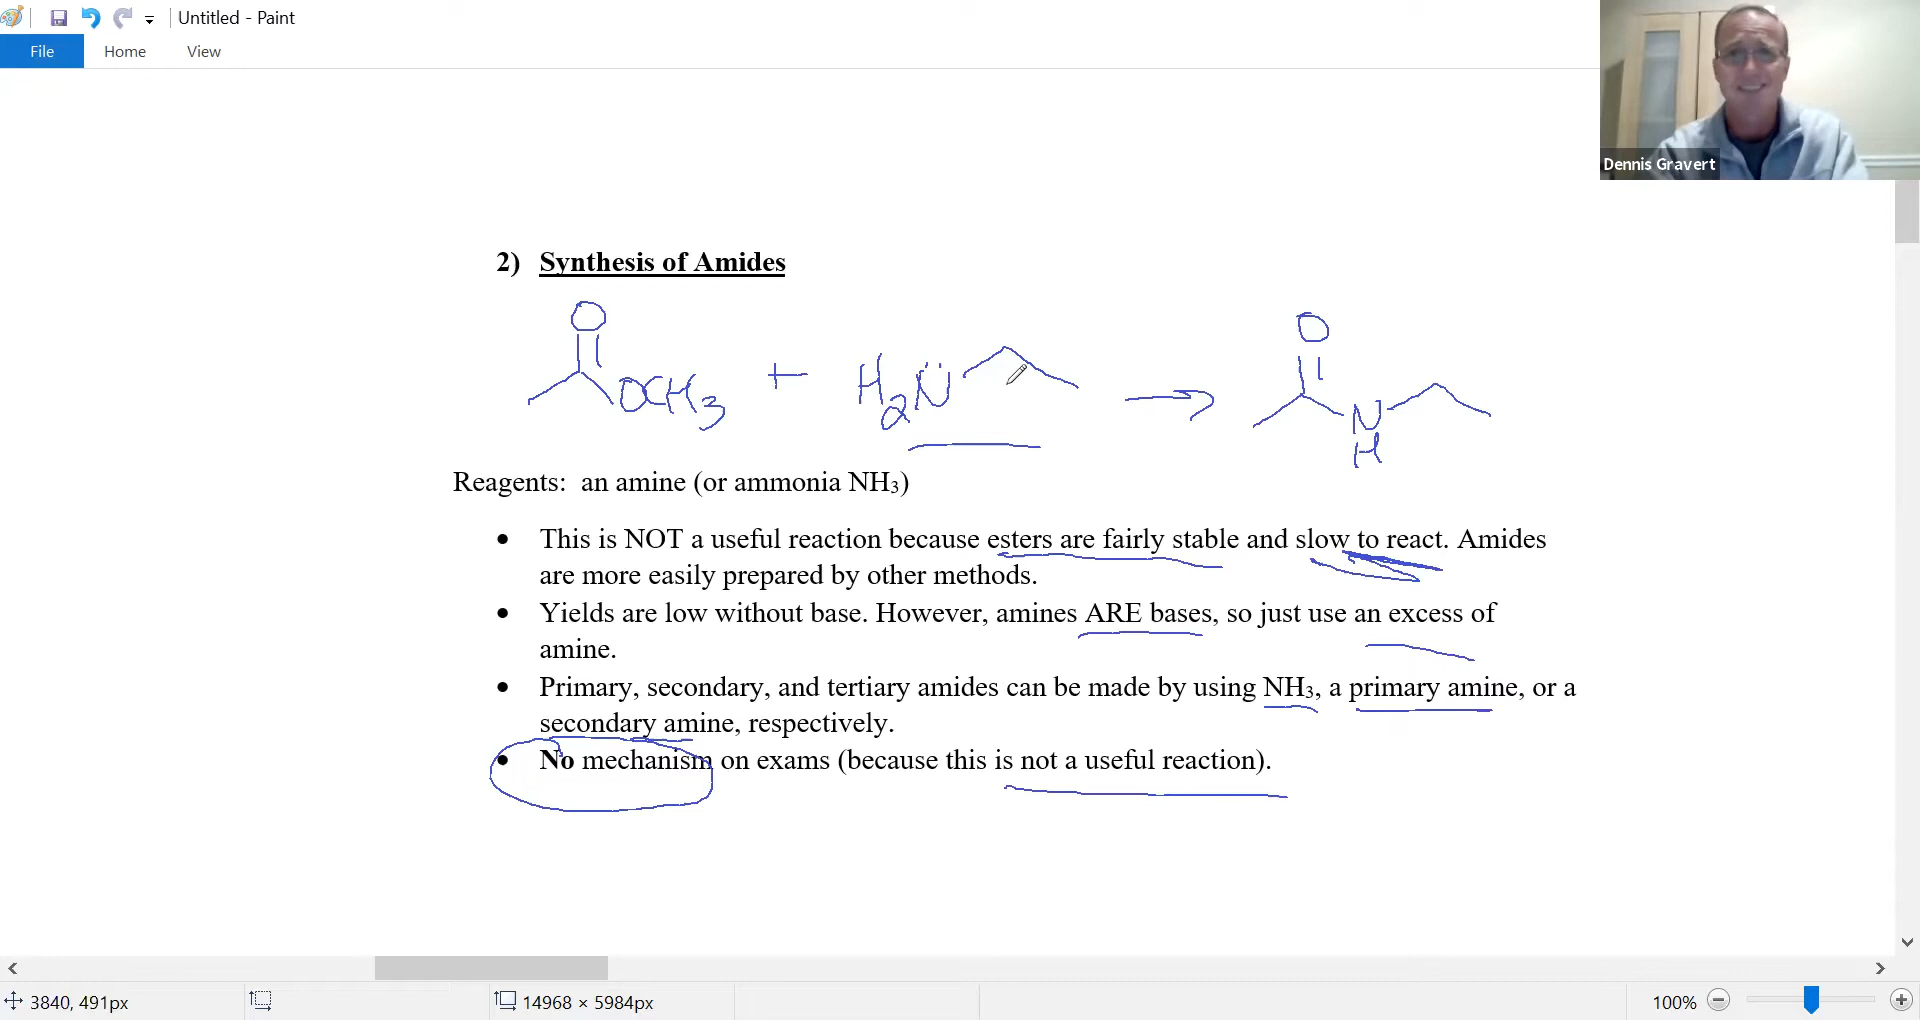 Untitled - Paint
File Home View
Dennis Gravert
2) Synthesis of Amides
O O
OCH3 + H2N → N
H
Reagents: an amine (or ammonia NH3)
• This is NOT a useful reaction because esters are fairly stable and slow to react. Amides
are more easily prepared by other methods.
• Yields are low without base. However, amines ARE bases, so just use an excess of
amine.
• Primary, secondary, and tertiary amides can be made by using NH3, a primary amine, or a
secondary amine, respectively.
• No mechanism on exams (because this is not a useful reaction).
3840, 491px 14968 × 5984px 100%